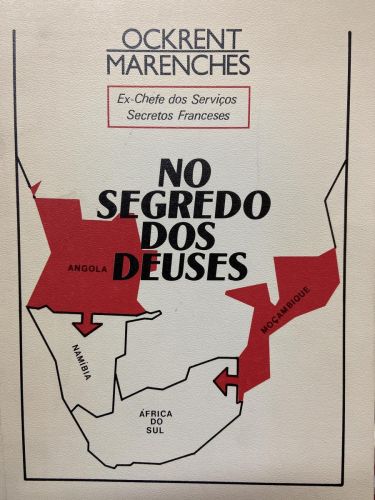 OCKRENT
MARENCHES
Ex-Chefe dos Serviços
Secretos Franceses
NO
SEGREDO
DOS
DEUSES
ANGOLA
MOÇAMBIQUE
NAMÍBIA
ÁFRICA
DO
SUL